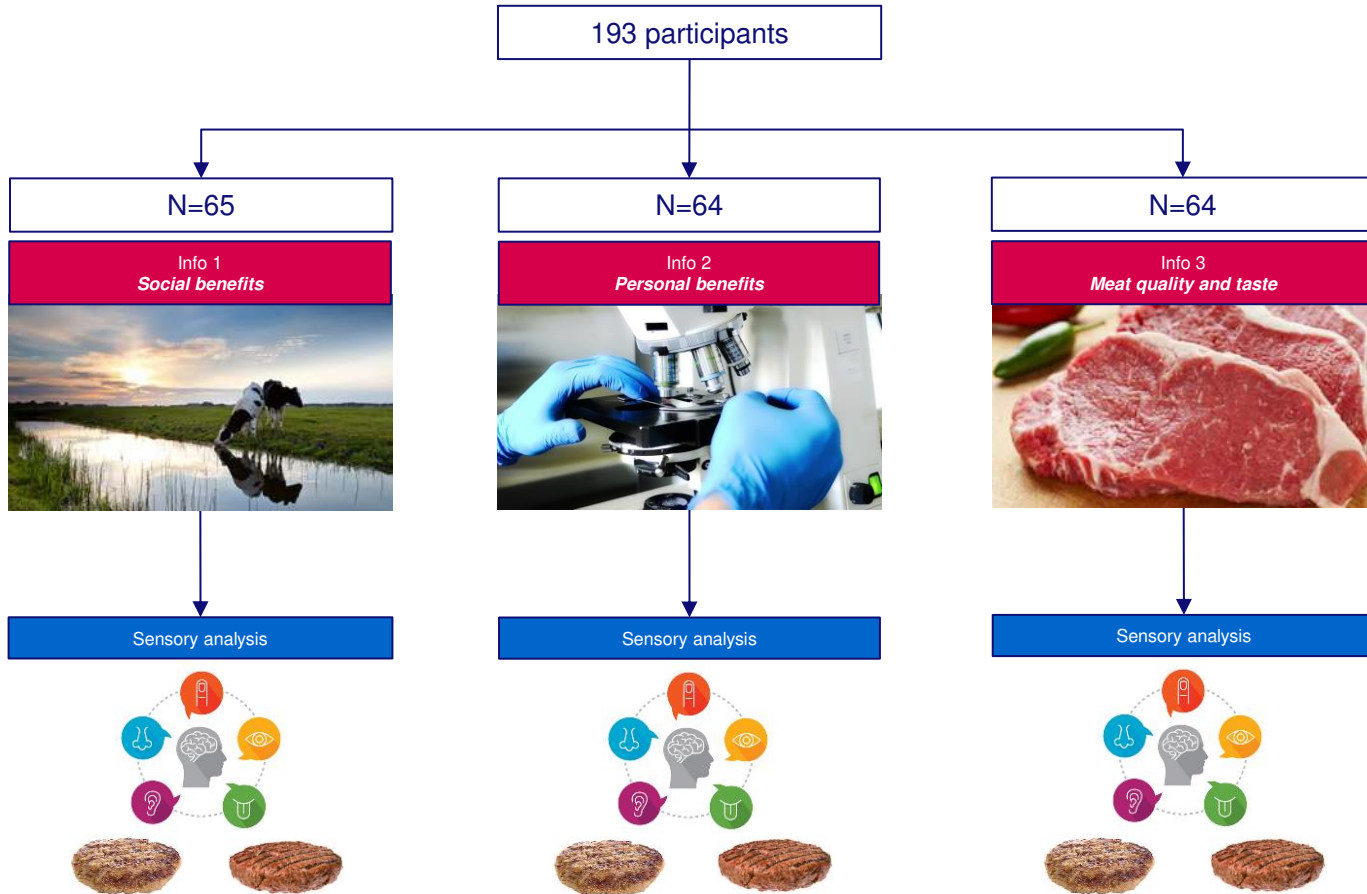 193 participants
N=65
N=64
N=64
Info 1
Social benefits
Info 2
Personal benefits
Info 3
Meat quality and taste
Sensory analysis
Sensory analysis
Sensory analysis